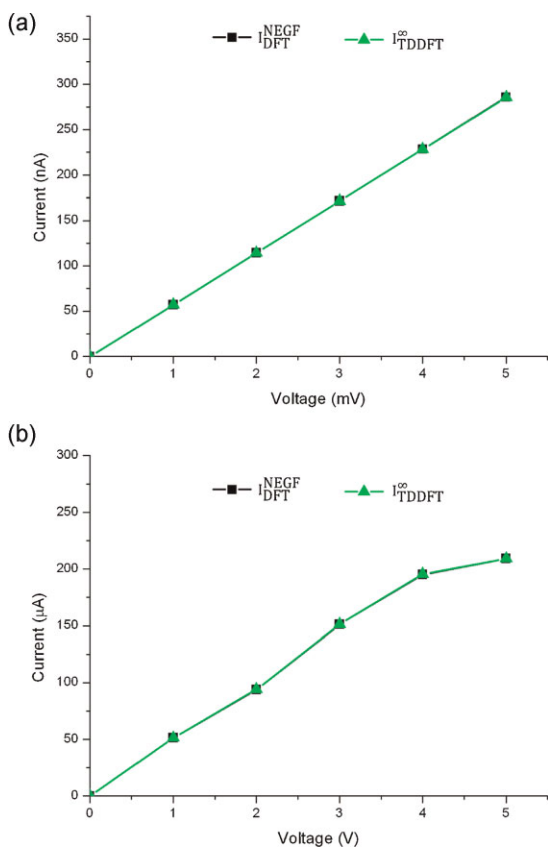 (a)
I_DFT^NEGF I_TDDFT^∞
350
300
250
200
150
100
50
0
Current (nA)
0 1 2 3 4 5
Voltage (mV)
(b)
I_DFT^NEGF I_TDDFT^∞
300
250
200
150
100
50
0
Current (μA)
0 1 2 3 4 5
Voltage (V)